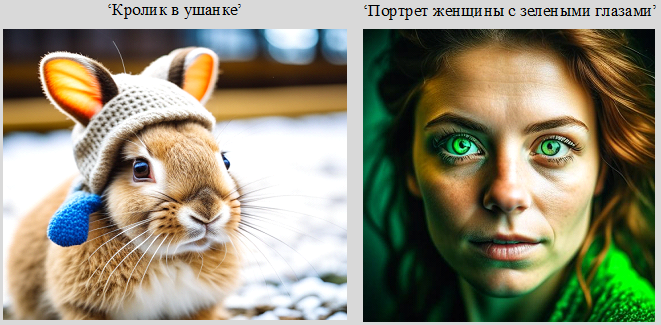 ‘Кролик в ушанке’
‘Портрет женщины с зелеными глазами’